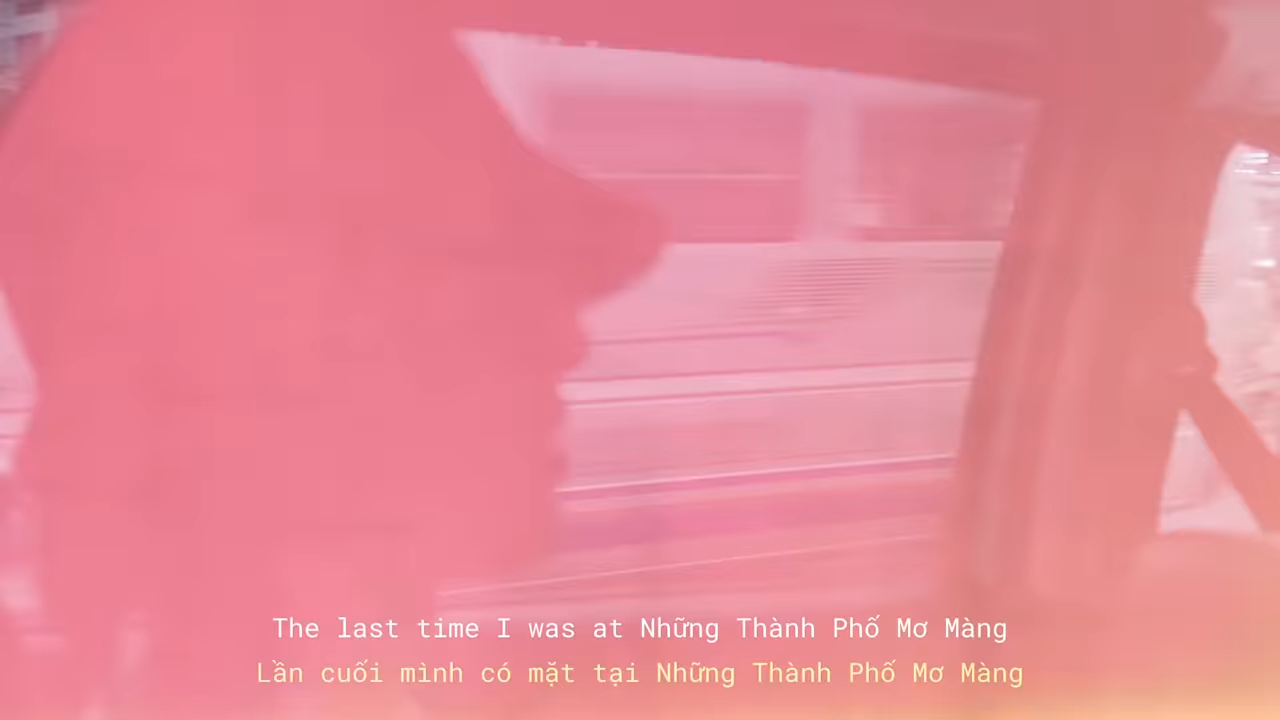 The last time I was at Những Thành Phố Mơ Màng
Lần cuối mình có mặt tại Những Thành Phố Mơ Màng